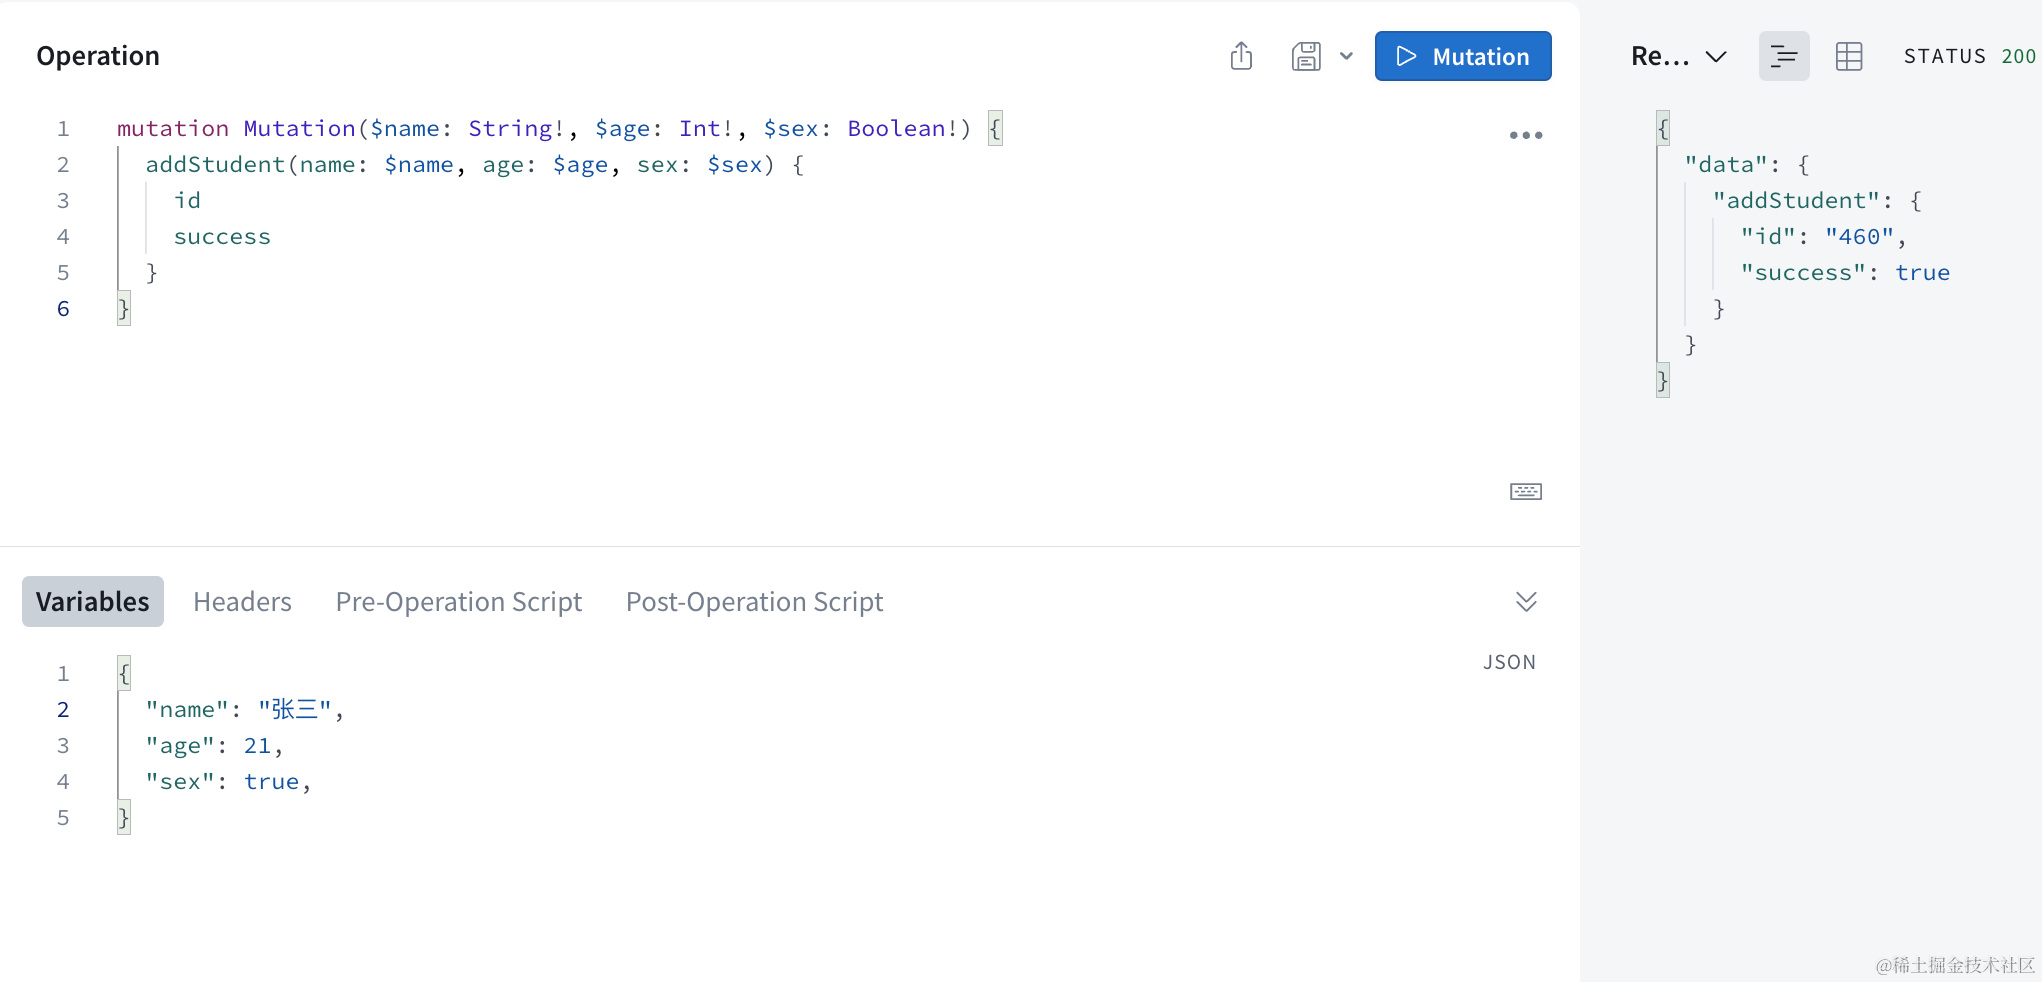 Operation
Mutation
1 mutation Mutation($name: String!, $age: Int!, $sex: Boolean!) {
2 addStudent(name: $name, age: $age, sex: $sex) {
3 id
4 success
5 }
6 }
Variables Headers Pre-Operation Script Post-Operation Script
JSON
1 {
2 "name": "张三",
3 "age": 21,
4 "sex": true,
5 }
Re... STATUS 200
{
"data": {
"addStudent": {
"id": "460",
"success": true
}
}
}
@稀土掘金技术社区